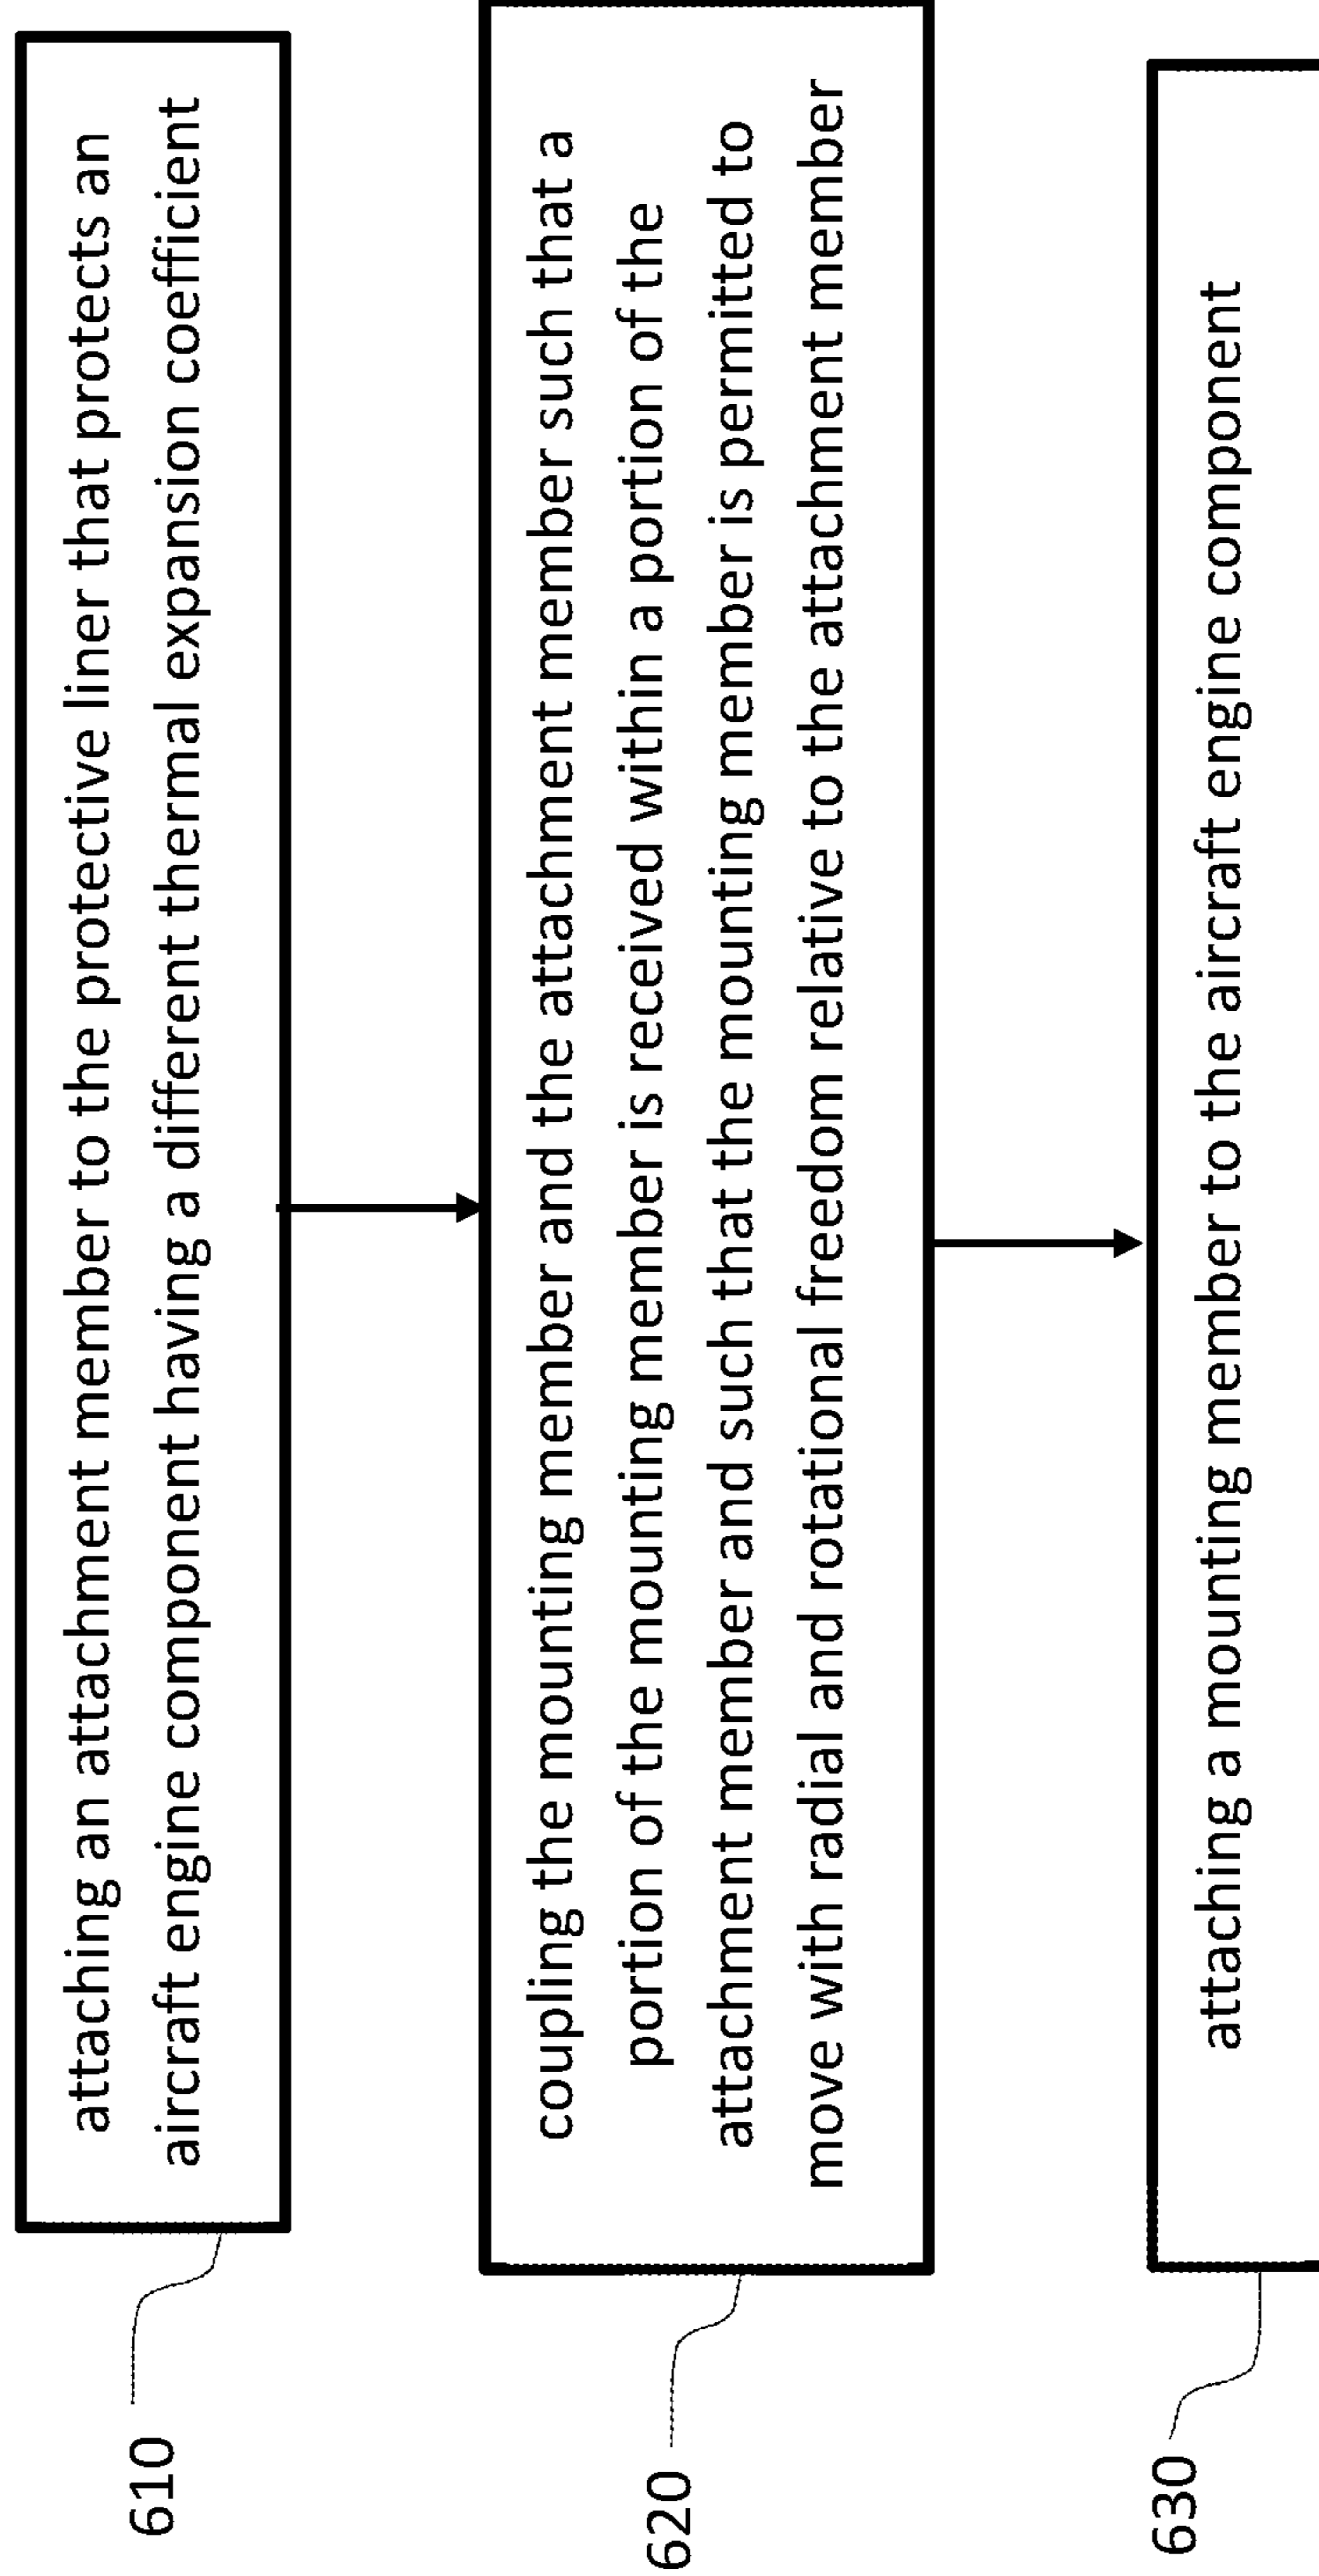 attaching an attachment member to the protective liner that protects an
aircraft engine component having a different thermal expansion coefficient
610
coupling the mounting member and the attachment member such that a
portion of the mounting member is received within a portion of the
attachment member and such that the mounting member is permitted to
move with radial and rotational freedom relative to the attachment member
620
attaching a mounting member to the aircraft engine component
630